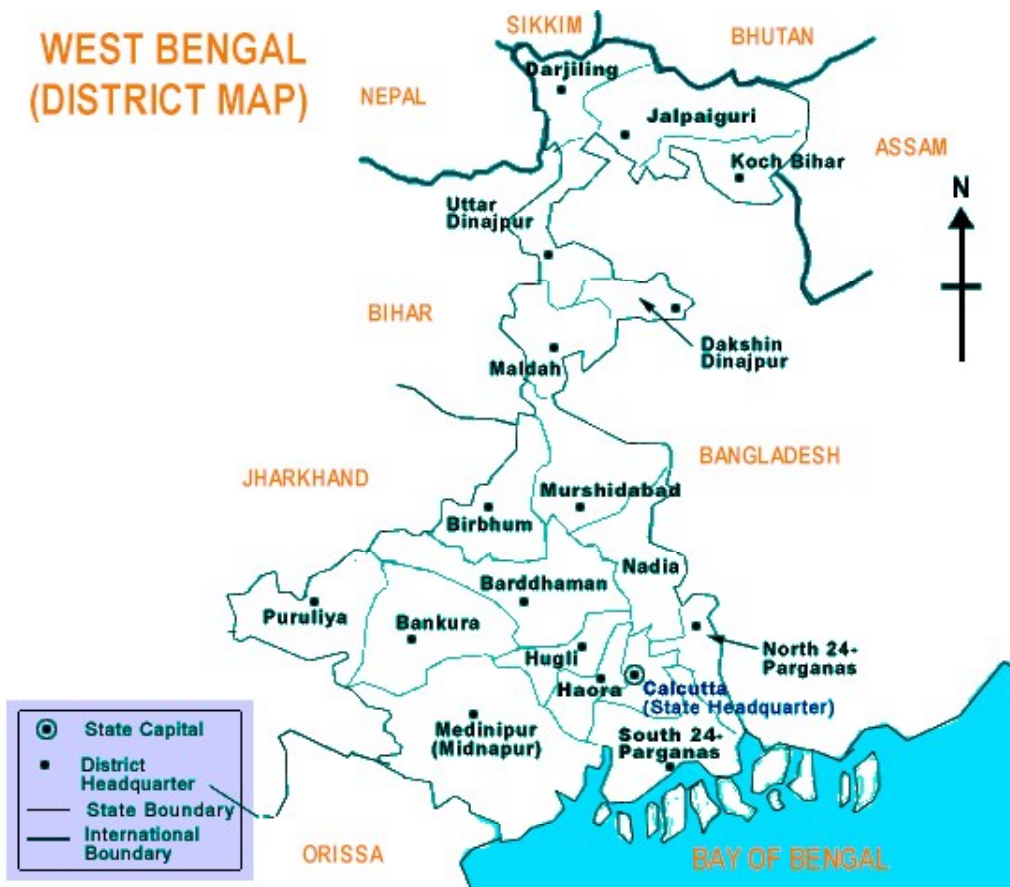 WEST BENGAL
(DISTRICT MAP)
SIKKIM
BHUTAN
NEPAL
Darjiling
Jalpaiguri
ASSAM
Koch Bihar
N
Uttar
Dinajpur
BIHAR
Dakshin
Dinajpur
Maldah
BANGLADESH
JHARKHAND
Murshidabad
Birbhum
Nadia
Barddhaman
Puruliya
Bankura
North 24-
Parganas
Hugli
Haora
Calcutta
(State Headquarter)
Medinipur
(Midnapur)
South 24-
Parganas
State Capital
District
Headquarter
State Boundary
International
Boundary
ORISSA
BAY OF BENGAL